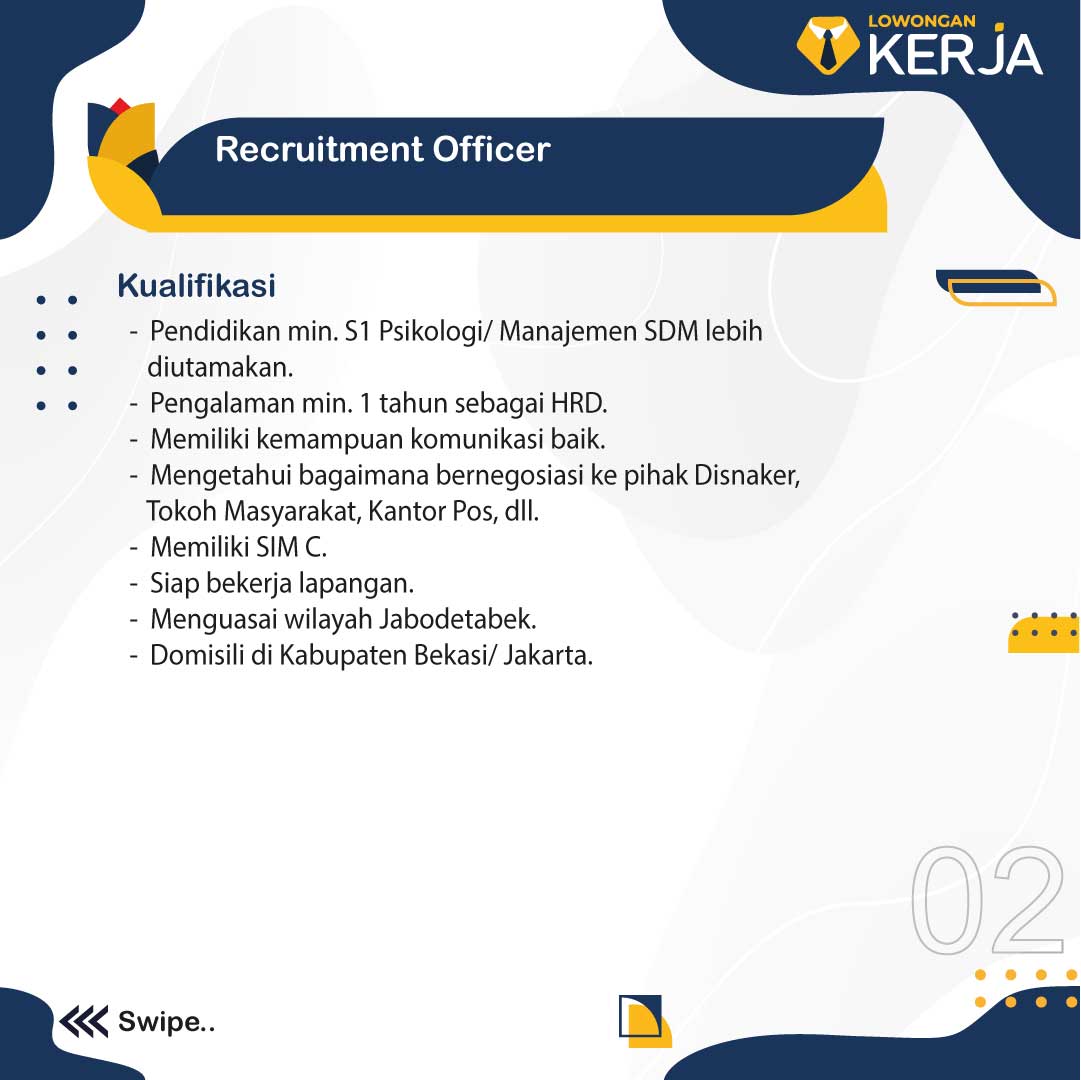 LOWONGAN
KERJA
Recruitment Officer
Kualifikasi
- Pendidikan min. S1 Psikologi/ Manajemen SDM lebih
diutamakan.
- Pengalaman min. 1 tahun sebagai HRD.
- Memiliki kemampuan komunikasi baik.
- Mengetahui bagaimana bernegosiasi ke pihak Disnaker,
Tokoh Masyarakat, Kantor Pos, dll.
- Memiliki SIM C.
- Siap bekerja lapangan.
- Menguasai wilayah Jabodetabek.
- Domisili di Kabupaten Bekasi/ Jakarta.
02
Swipe..